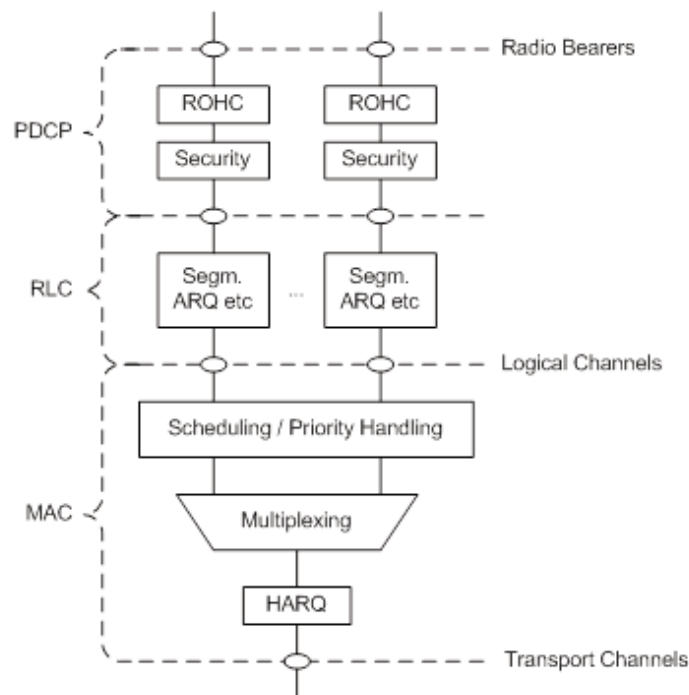 Radio Bearers
ROHC ROHC
PDCP
Security Security
Segm. Segm.
RLC ARQ etc ... ARQ etc
Logical Channels
Scheduling / Priority Handling
MAC
Multiplexing
HARQ
Transport Channels